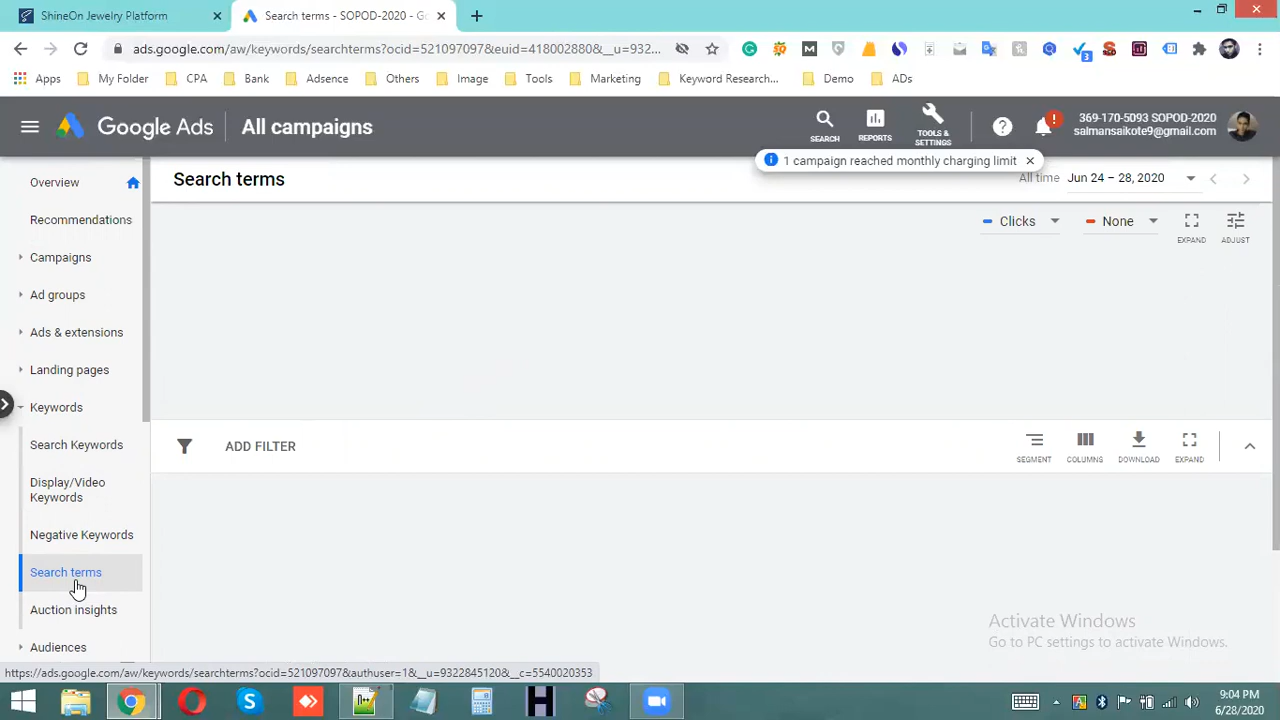 ShineOn Jewelry Platform
Search terms - SOPOD-2020 - Go
ads.google.com/aw/keywords/searchterms?ocid=521097097&euid=418002880&__u=932...
3
Apps
My Folder
CPA
Bank
Adsence
Others
Image
Tools
Marketing
Keyword Research...
Demo
ADs
Google Ads
All campaigns
SEARCH
REPORTS
TOOLS & SETTINGS
369-170-5093 SOPOD-2020
salmansaikote9@gmail.com
1 campaign reached monthly charging limit
Overview
Search terms
All time
Jun 24 – 28, 2020
Recommendations
Clicks
None
EXPAND
ADJUST
Campaigns
Ad groups
Ads & extensions
Landing pages
Keywords
Search Keywords
ADD FILTER
SEGMENT
COLUMNS
DOWNLOAD
EXPAND
Display/Video
Keywords
Negative Keywords
Search terms
Auction insights
Audiences
Activate Windows
Go to PC settings to activate Windows.
https://ads.google.com/aw/keywords/searchterms?ocid=521097097&authuser=1&__u=9322845120&__c=5540020353
9:04 PM
6/28/2020